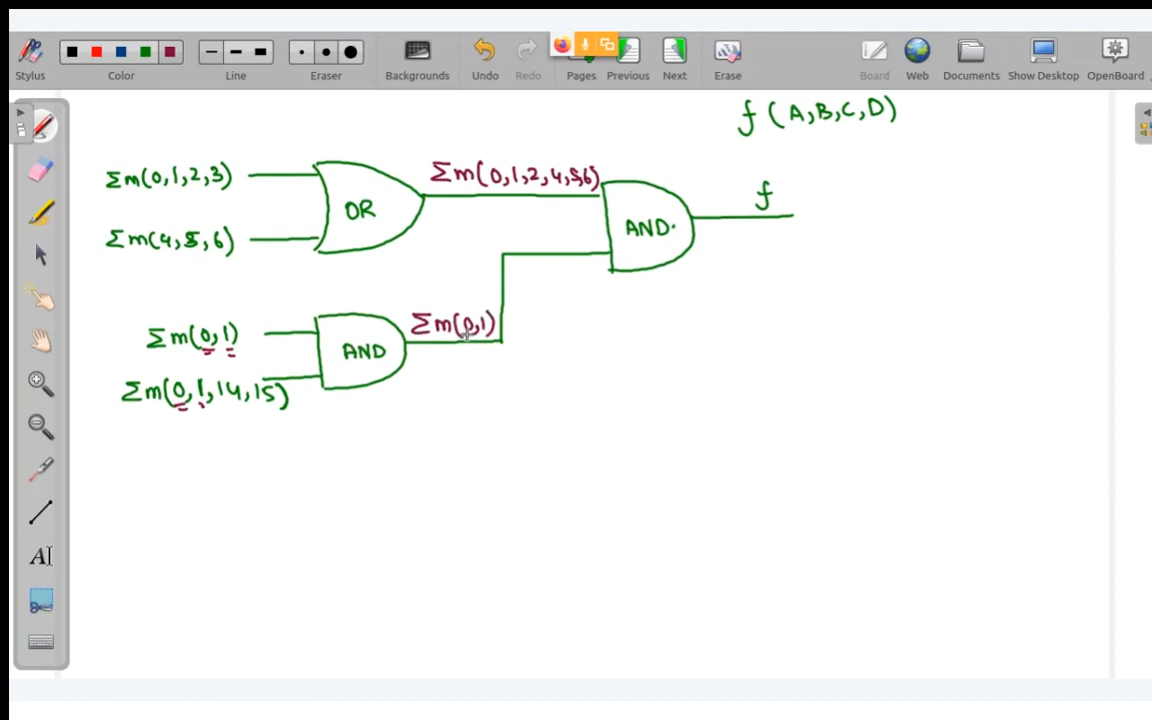 Stylus Color Line Eraser Backgrounds Undo Redo Pages Previous Next Erase Board Web Documents Show Desktop OpenBoard
f (A,B,C,D)
Σm(0,1,2,3)
Σm(0,1,2,4,5,6)
OR
f
AND.
Σm(4,5,6)
Σm(0,1)
Σm(0,1)
AND
Σm(0,1,14,15)
AI